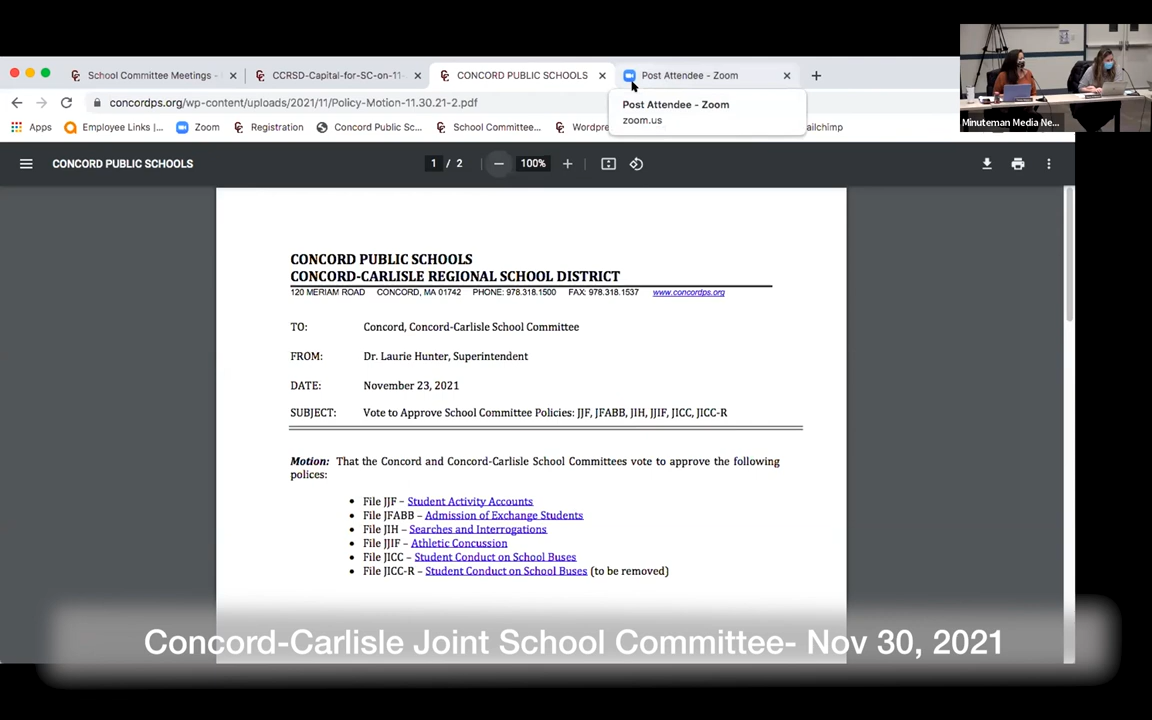 School Committee Meetings -
CCRSD-Capital-for-SC-on-11-
CONCORD PUBLIC SCHOOLS
Post Attendee - Zoom
concordps.org/wp-content/uploads/2021/11/Policy-Motion-11.30.21-2.pdf
Post Attendee - Zoom
zoom.us
Apps
Employee Links |...
Zoom
Registration
Concord Public Sc...
School Committee...
Wordpre
ailchimp
Minuteman Media Ne...
CONCORD PUBLIC SCHOOLS
1 / 2
100%
CONCORD PUBLIC SCHOOLS
CONCORD-CARLISLE REGIONAL SCHOOL DISTRICT
120 MERIAM ROAD CONCORD, MA 01742 PHONE: 978.318.1500 FAX: 978.318.1537 www.concordps.org
TO: Concord, Concord-Carlisle School Committee
FROM: Dr. Laurie Hunter, Superintendent
DATE: November 23, 2021
SUBJECT: Vote to Approve School Committee Policies: JJF, JFABB, JIH, JJIF, JICC, JICC-R
Motion: That the Concord and Concord-Carlisle School Committees vote to approve the following
polices:
• File JJF – Student Activity Accounts
• File JFABB – Admission of Exchange Students
• File JIH – Searches and Interrogations
• File JJIF – Athletic Concussion
• File JICC – Student Conduct on School Buses
• File JICC-R – Student Conduct on School Buses (to be removed)
Concord-Carlisle Joint School Committee- Nov 30, 2021